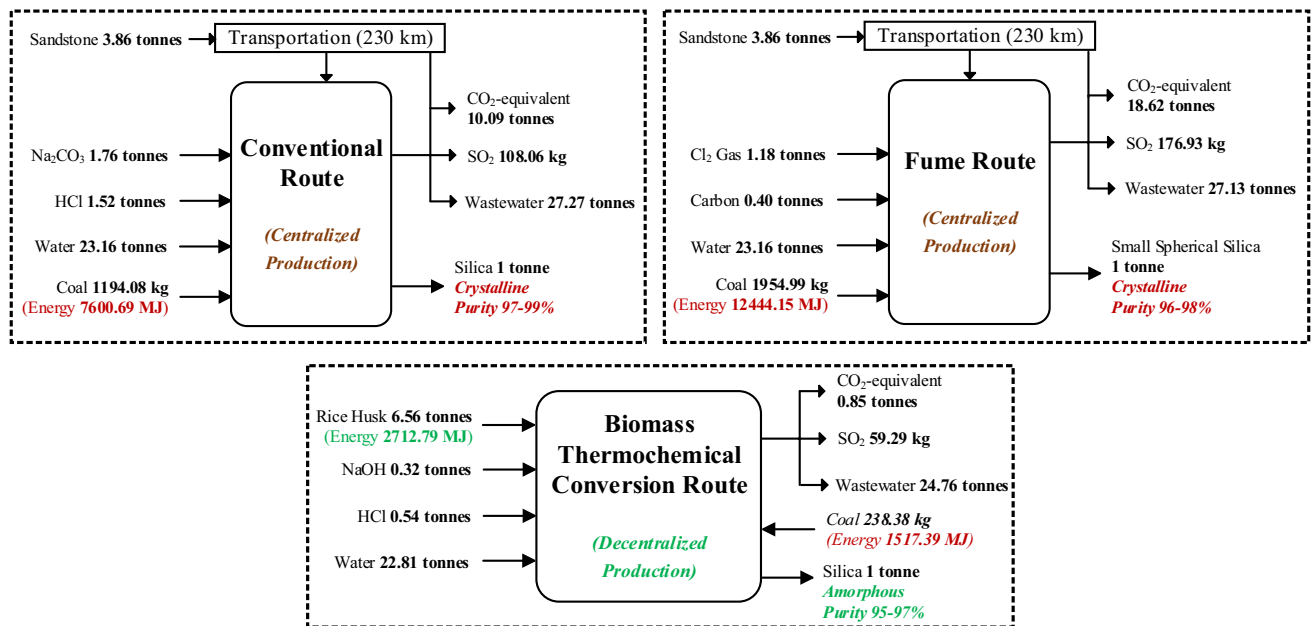 Sandstone 3.86 tonnes
Transportation (230 km)
CO₂-equivalent
10.09 tonnes
Conventional
Route
Na₂CO₃ 1.76 tonnes
SO₂ 108.06 kg
HCl 1.52 tonnes
Wastewater 27.27 tonnes
(Centralized
Production)
Water 23.16 tonnes
Coal 1194.08 kg
(Energy 7600.69 MJ)
Silica 1 tonne
Crystalline
Purity 97-99%
Sandstone 3.86 tonnes
Transportation (230 km)
CO₂-equivalent
18.62 tonnes
Fume Route
Cl₂ Gas 1.18 tonnes
SO₂ 176.93 kg
Carbon 0.40 tonnes
Wastewater 27.13 tonnes
(Centralized
Production)
Water 23.16 tonnes
Coal 1954.99 kg
(Energy 12444.15 MJ)
Small Spherical Silica
1 tonne
Crystalline
Purity 96-98%
Rice Husk 6.56 tonnes
(Energy 2712.79 MJ)
NaOH 0.32 tonnes
HCl 0.54 tonnes
Water 22.81 tonnes
Biomass
Thermochemical
Conversion Route
(Decentralized
Production)
CO₂-equivalent
0.85 tonnes
SO₂ 59.29 kg
Wastewater 24.76 tonnes
Coal 238.38 kg
(Energy 1517.39 MJ)
Silica 1 tonne
Amorphous
Purity 95-97%